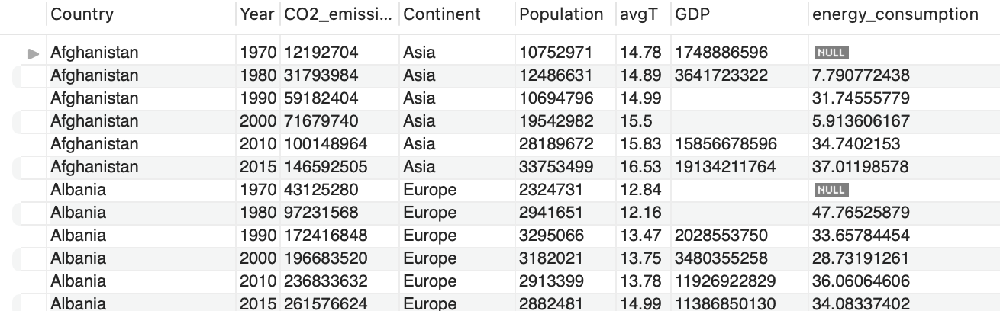 Country Year CO2_emissi... Continent Population avgT GDP energy_consumption
Afghanistan 1970 12192704 Asia 10752971 14.78 1748886596 NULL
Afghanistan 1980 31793984 Asia 12486631 14.89 3641723322 7.790772438
Afghanistan 1990 59182404 Asia 10694796 14.99 31.74555779
Afghanistan 2000 71679740 Asia 19542982 15.5 5.913606167
Afghanistan 2010 100148964 Asia 28189672 15.83 15856678596 34.7402153
Afghanistan 2015 146592505 Asia 33753499 16.53 19134211764 37.01198578
Albania 1970 43125280 Europe 2324731 12.84 NULL
Albania 1980 97231568 Europe 2941651 12.16 47.76525879
Albania 1990 172416848 Europe 3295066 13.47 2028553750 33.65784454
Albania 2000 196683520 Europe 3182021 13.75 3480355258 28.73191261
Albania 2010 236833632 Europe 2913399 13.78 11926922829 36.06064606
Albania 2015 261576624 Europe 2882481 14.99 11386850130 34.08337402